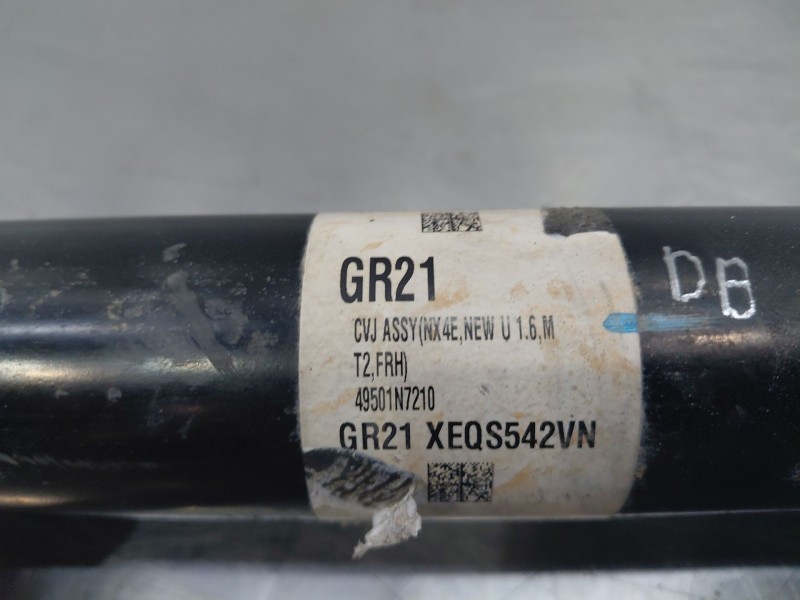 GR21
CVJ ASSY(NX4E,NEW U 1.6,M
T2,FRH)
49501N7210
GR21 XEQS542VN
DB